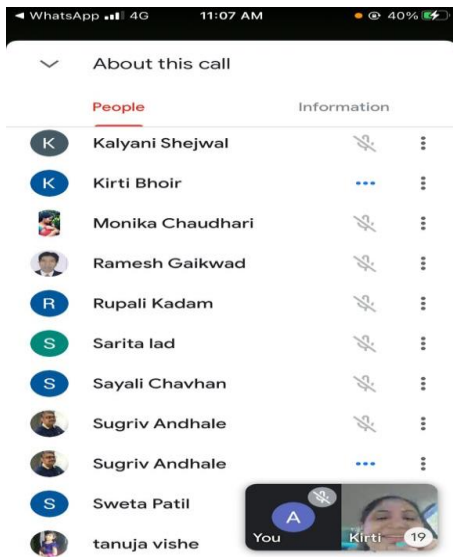 ◄ WhatsApp 4G 11:07 AM 40%
About this call
People Information
K Kalyani Shejwal
K Kirti Bhoir
Monika Chaudhari
Ramesh Gaikwad
R Rupali Kadam
S Sarita lad
S Sayali Chavhan
Sugriv Andhale
Sugriv Andhale
S Sweta Patil
A
You Kirti 19
tanuja vishe